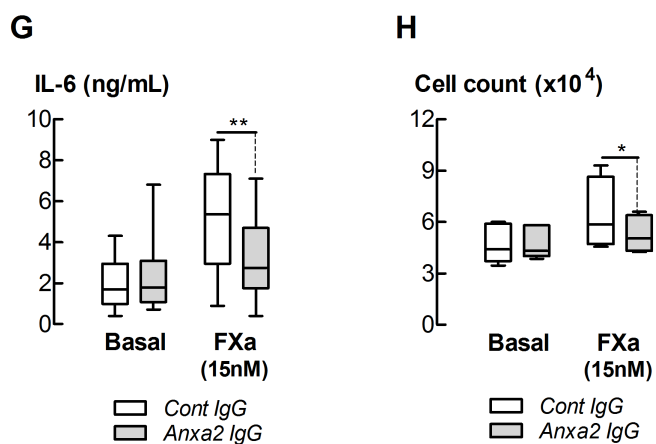 G
IL-6 (ng/mL)
10
8
6
4
2
0
**
Basal
FXa
(15nM)
Cont IgG
Anxa2 IgG
H
Cell count (x10⁴)
12
9
6
3
0
*
Basal
FXa
(15nM)
Cont IgG
Anxa2 IgG